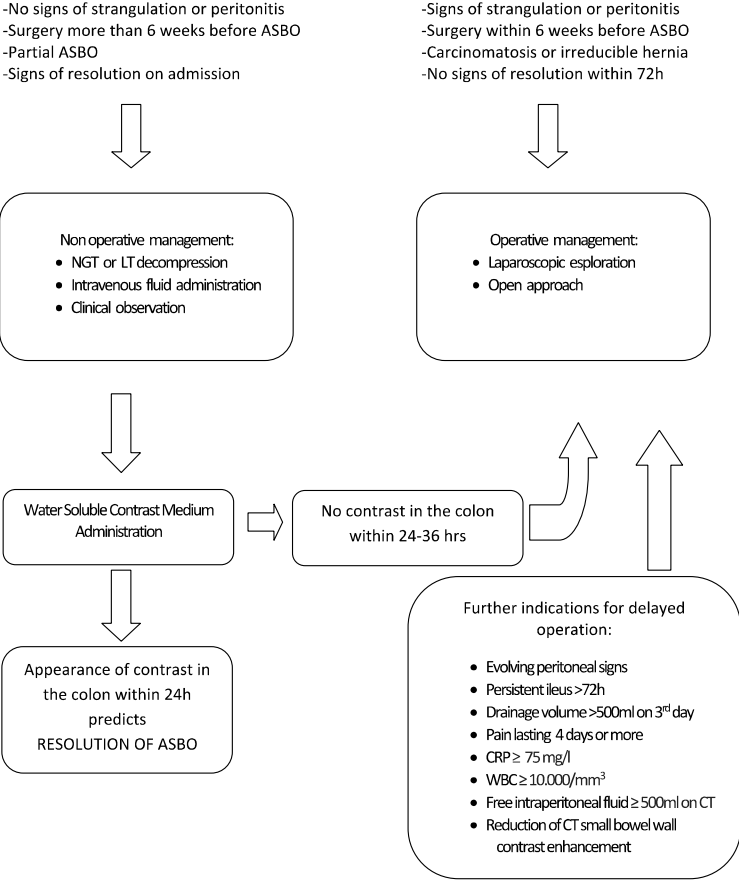 -No signs of strangulation or peritonitis
-Surgery more than 6 weeks before ASBO
-Partial ASBO
-Signs of resolution on admission
-Signs of strangulation or peritonitis
-Surgery within 6 weeks before ASBO
-Carcinomatosis or irreducible hernia
-No signs of resolution within 72h
Non operative management:
• NGT or LT decompression
• Intravenous fluid administration
• Clinical observation
Operative management:
• Laparoscopic esploration
• Open approach
Water Soluble Contrast Medium
Administration
No contrast in the colon
within 24-36 hrs
Appearance of contrast in
the colon within 24h
predicts
RESOLUTION OF ASBO
Further indications for delayed
operation:
• Evolving peritoneal signs
• Persistent ileus >72h
• Drainage volume >500ml on 3rd day
• Pain lasting 4 days or more
• CRP ≥ 75 mg/l
• WBC ≥ 10.000/mm³
• Free intraperitoneal fluid ≥ 500ml on CT
• Reduction of CT small bowel wall
contrast enhancement